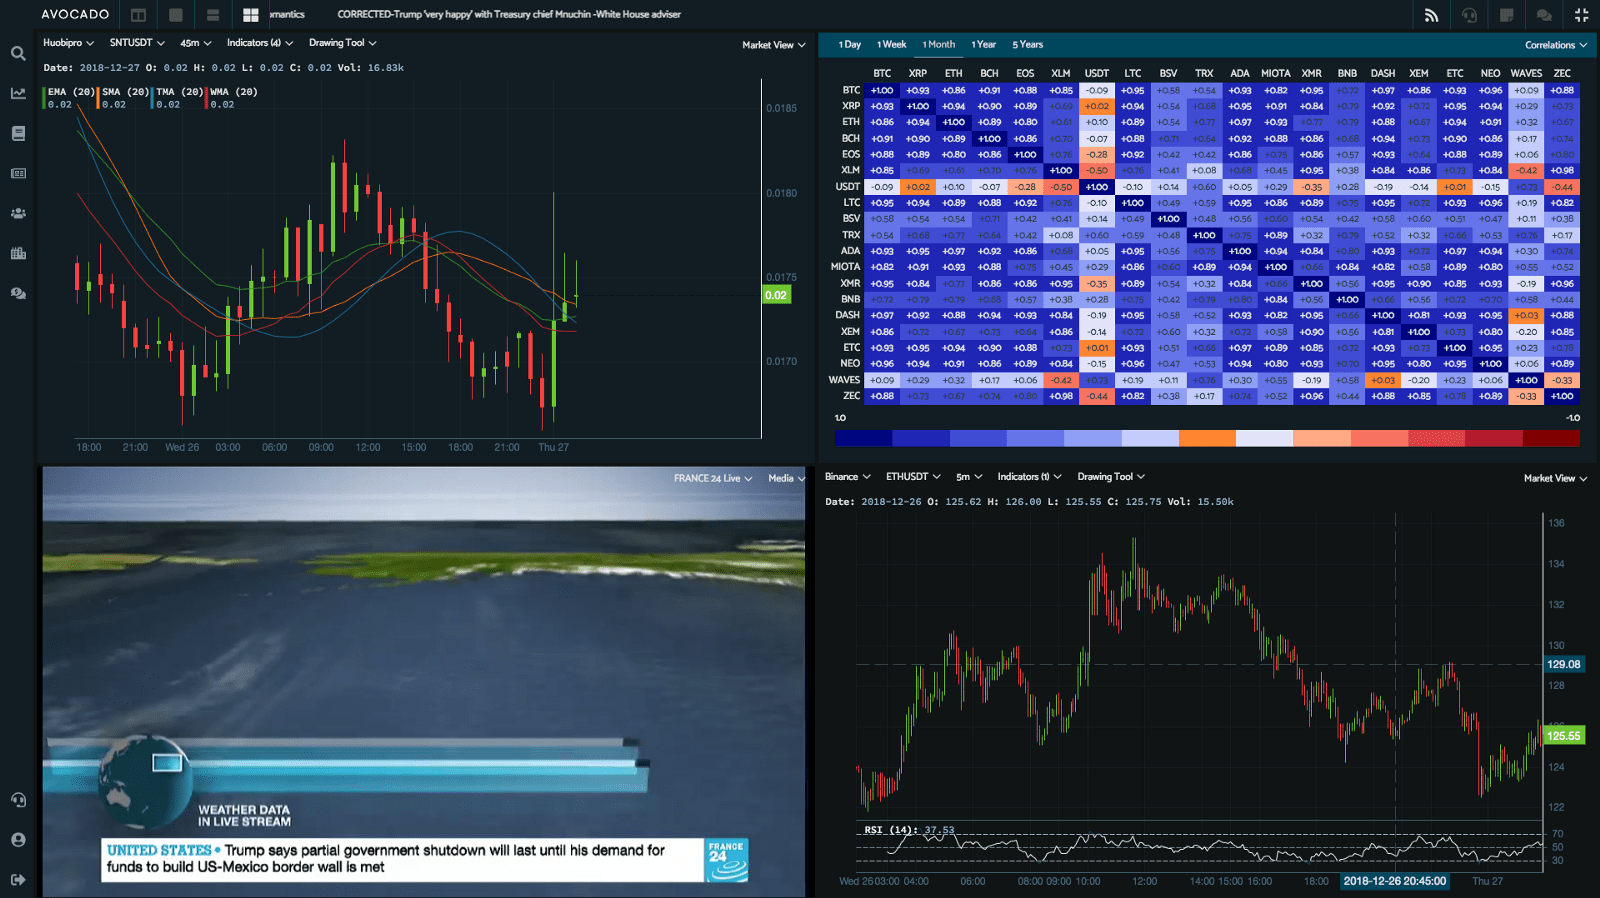 AVOCADO
omantics CORRECTED-Trump 'very happy' with Treasury chief Mnuchin -White House adviser
Huobipro SNTUSDT 45m Indicators (4) Drawing Tool
Market View
Date: 2018-12-27 O: 0.02 H: 0.02 L: 0.02 C: 0.02 Vol: 16.83k
EMA (20) SMA (20) TMA (20) WMA (20)
0.02 0.02 0.02 0.02
0.0185
0.0180
0.0175
0.02
0.0170
18:00 21:00 Wed 26 03:00 06:00 09:00 12:00 15:00 18:00 21:00 Thu 27
1 Day 1 Week 1 Month 1 Year 5 Years
Correlations
BTC XRP ETH BCH EOS XLM USDT LTC BSV TRX ADA MIOTA XMR BNB DASH XEM ETC NEO WAVES ZEC
BTC +1.00 +0.93 +0.86 +0.91 +0.88 +0.85 -0.09 +0.95 +0.58 +0.54 +0.93 +0.82 +0.95 +0.72 +0.97 +0.86 +0.93 +0.96 +0.09 +0.88
XRP +0.93 +1.00 +0.94 +0.90 +0.89 +0.69 +0.02 +0.94 +0.54 +0.68 +0.95 +0.91 +0.84 +0.79 +0.92 +0.72 +0.95 +0.94 +0.29 +0.73
ETH +0.86 +0.94 +1.00 +0.89 +0.80 +0.61 +0.10 +0.89 +0.54 +0.77 +0.97 +0.93 +0.77 +0.79 +0.88 +0.67 +0.94 +0.91 +0.32 +0.67
BCH +0.91 +0.90 +0.89 +1.00 +0.86 +0.70 -0.07 +0.88 +0.71 +0.64 +0.92 +0.88 +0.86 +0.68 +0.94 +0.73 +0.90 +0.86 +0.17 +0.74
EOS +0.88 +0.89 +0.80 +0.86 +1.00 +0.76 -0.28 +0.92 +0.42 +0.42 +0.86 +0.75 +0.86 +0.57 +0.93 +0.64 +0.88 +0.89 +0.06 +0.80
XLM +0.85 +0.69 +0.61 +0.70 +0.76 +1.00 -0.50 +0.76 +0.41 +0.08 +0.68 +0.45 +0.95 +0.38 +0.84 +0.86 +0.73 +0.84 -0.42 +0.98
USDT -0.09 +0.02 +0.10 -0.07 -0.28 -0.50 +1.00 -0.10 +0.14 +0.60 +0.05 +0.29 -0.35 +0.28 -0.19 -0.14 +0.01 -0.15 +0.73 -0.44
LTC +0.95 +0.94 +0.89 +0.88 +0.92 +0.76 -0.10 +1.00 +0.49 +0.59 +0.95 +0.86 +0.89 +0.75 +0.95 +0.72 +0.93 +0.96 +0.19 +0.82
BSV +0.58 +0.54 +0.54 +0.71 +0.42 +0.41 +0.14 +0.49 +1.00 +0.48 +0.56 +0.60 +0.54 +0.42 +0.58 +0.60 +0.51 +0.47 +0.11 +0.38
TRX +0.54 +0.68 +0.77 +0.64 +0.42 +0.08 +0.60 +0.59 +0.48 +1.00 +0.75 +0.89 +0.32 +0.79 +0.52 +0.32 +0.66 +0.53 +0.76 +0.17
ADA +0.93 +0.95 +0.97 +0.92 +0.86 +0.68 +0.05 +0.95 +0.56 +0.75 +1.00 +0.94 +0.84 +0.80 +0.93 +0.72 +0.97 +0.94 +0.30 +0.74
MIOTA +0.82 +0.91 +0.93 +0.88 +0.75 +0.45 +0.29 +0.86 +0.60 +0.89 +0.94 +1.00 +0.66 +0.84 +0.82 +0.58 +0.89 +0.80 +0.55 +0.52
XMR +0.95 +0.84 +0.77 +0.86 +0.86 +0.95 -0.35 +0.89 +0.54 +0.32 +0.84 +0.66 +1.00 +0.56 +0.95 +0.90 +0.85 +0.93 -0.19 +0.96
BNB +0.72 +0.79 +0.79 +0.68 +0.57 +0.38 +0.28 +0.75 +0.42 +0.79 +0.80 +0.84 +0.56 +1.00 +0.66 +0.56 +0.72 +0.70 +0.58 +0.44
DASH +0.97 +0.92 +0.88 +0.94 +0.93 +0.84 -0.19 +0.95 +0.58 +0.52 +0.93 +0.82 +0.95 +0.66 +1.00 +0.81 +0.93 +0.95 +0.03 +0.88
XEM +0.86 +0.72 +0.67 +0.73 +0.64 +0.86 -0.14 +0.72 +0.60 +0.32 +0.72 +0.58 +0.90 +0.56 +0.81 +1.00 +0.73 +0.80 -0.20 +0.85
ETC +0.93 +0.95 +0.94 +0.90 +0.88 +0.73 +0.01 +0.93 +0.51 +0.66 +0.97 +0.89 +0.85 +0.72 +0.93 +0.73 +1.00 +0.95 +0.23 +0.78
NEO +0.96 +0.94 +0.91 +0.86 +0.89 +0.84 -0.15 +0.96 +0.47 +0.53 +0.94 +0.80 +0.93 +0.70 +0.95 +0.80 +0.95 +1.00 +0.06 +0.89
WAVES +0.09 +0.29 +0.32 +0.17 +0.06 -0.42 +0.73 +0.19 +0.11 +0.76 +0.30 +0.55 -0.19 +0.58 +0.03 -0.20 +0.23 +0.06 +1.00 -0.33
ZEC +0.88 +0.73 +0.67 +0.74 +0.80 +0.98 -0.44 +0.82 +0.38 +0.17 +0.74 +0.52 +0.96 +0.44 +0.88 +0.85 +0.78 +0.89 -0.33 +1.00
1.0 -1.0
FRANCE 24 Live Media
WEATHER DATA
IN LIVE STREAM
UNITED STATES • Trump says partial government shutdown will last until his demand for
funds to build US-Mexico border wall is met
FRANCE
24
Binance ETHUSDT 5m Indicators (1) Drawing Tool
Market View
Date: 2018-12-26 O: 125.62 H: 126.00 L: 125.55 C: 125.75 Vol: 15.50k
136
134
132
130
129.08
128
126
125.55
124
122
RSI (14): 37.53
70
50
30
Wed 26 03:00 04:00 06:00 08:00 09:00 10:00 12:00 14:00 15:00 16:00 18:00 2018-12-26 20:45:00 Thu 27